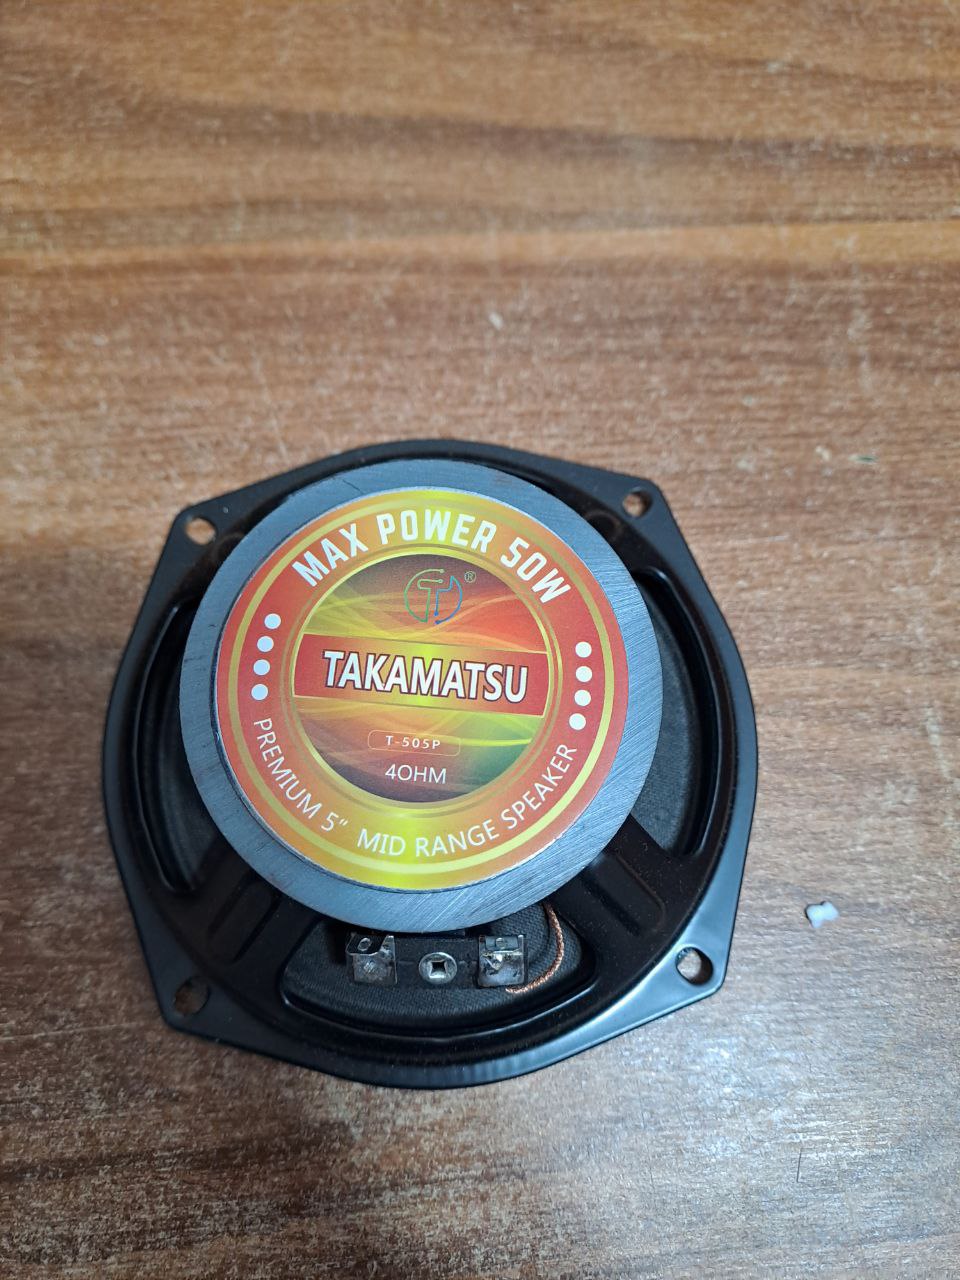 MAX POWER 50W
®
TAKAMATSU
T-505P
4OHM
PREMIUM 5" MID RANGE SPEAKER